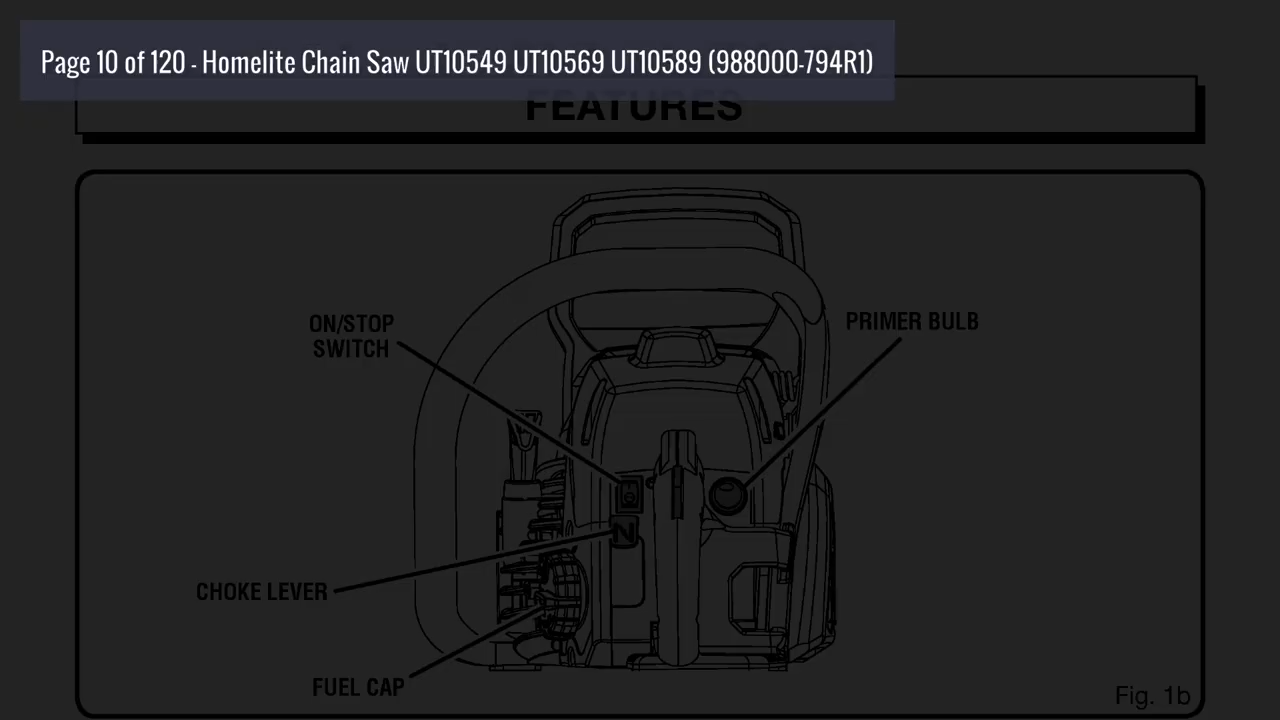 Page 10 of 120 - Homelite Chain Saw UT10549 UT10569 UT10589 (988000-794R1)
FEATURES
ON/STOP
SWITCH
PRIMER BULB
CHOKE LEVER
FUEL CAP
Fig. 1b